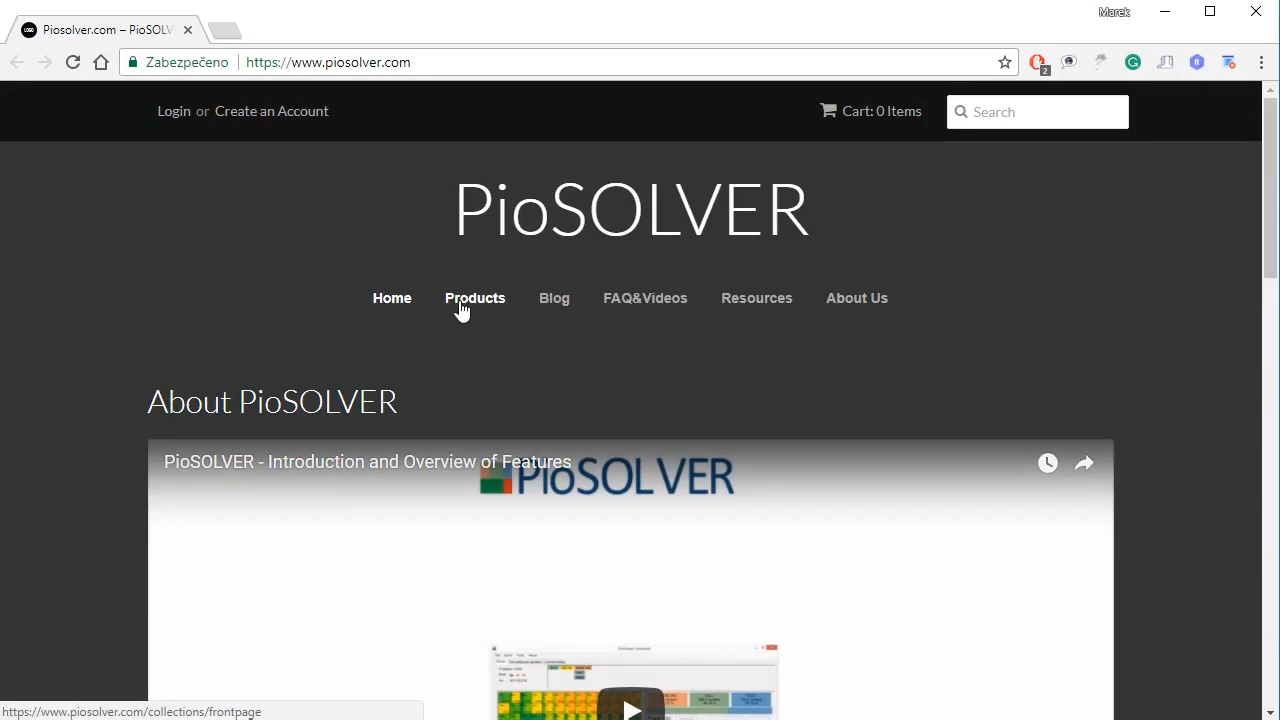 Marek
Piosolver.com – PioSOLV
Zabezpečeno
https://www.piosolver.com
2
Login or Create an Account
Cart: 0 Items
Search
PioSOLVER
Home
Products
Blog
FAQ&Videos
Resources
About Us
About PioSOLVER
PioSOLVER - Introduction and Overview of Features
PioSOLVER
https://www.piosolver.com/collections/frontpage